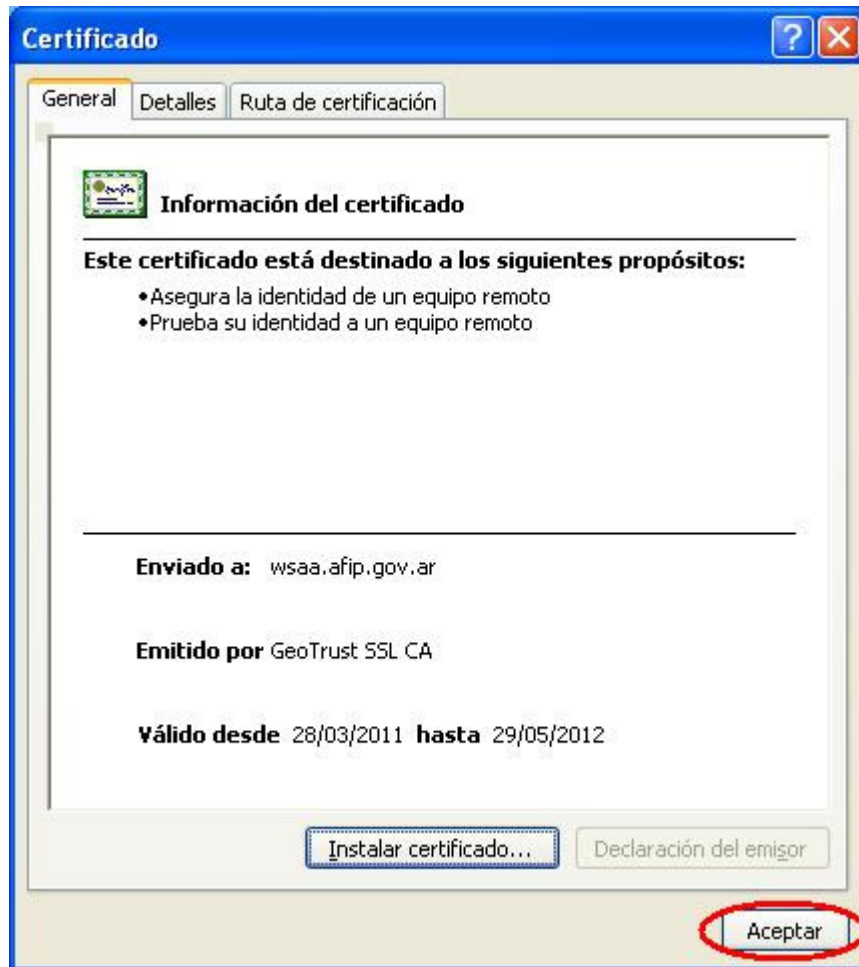 Certificado
General Detalles Ruta de certificación
Información del certificado
Este certificado está destinado a los siguientes propósitos:
•Asegura la identidad de un equipo remoto
•Prueba su identidad a un equipo remoto
Enviado a: wsaa.afip.gov.ar
Emitido por GeoTrust SSL CA
Válido desde 28/03/2011 hasta 29/05/2012
Instalar certificado... Declaración del emisor
Aceptar